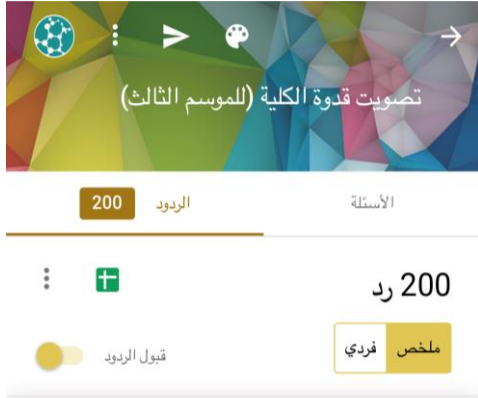 تصويت قدوة الكلية (للموسم الثالث)
الأسئلة
الردود 200
200 رد
ملخص فردي
قبول الردود